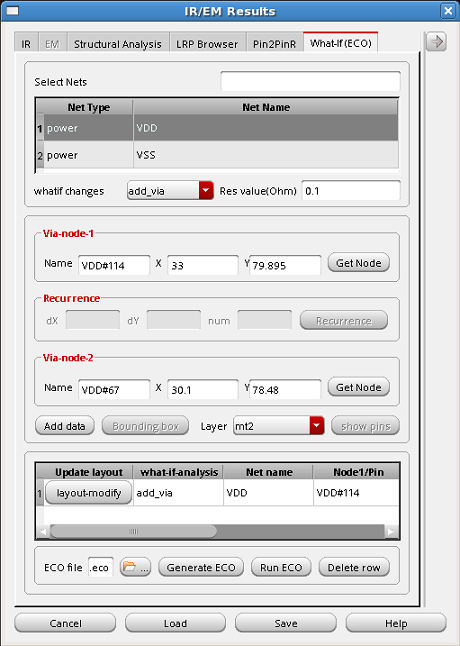 IR/EM Results
IR EM Structural Analysis LRP Browser Pin2PinR What-If(ECO)
Select Nets
Net Type Net Name
1 power VDD
2 power VSS
whatif changes add_via Res value(Ohm) 0.1
Via-node-1
Name VDD#114 X 33 Y 79.895 Get Node
Recurrence
dX dY num Recurrence
Via-node-2
Name VDD#67 X 30.1 Y 78.48 Get Node
Add data Bounding box Layer mt2 show pins
Update layout what-if-analysis Net name Node1/Pin
1 layout-modify add_via VDD VDD#114
ECO file .eco ... Generate ECO Run ECO Delete row
Cancel Load Save Help